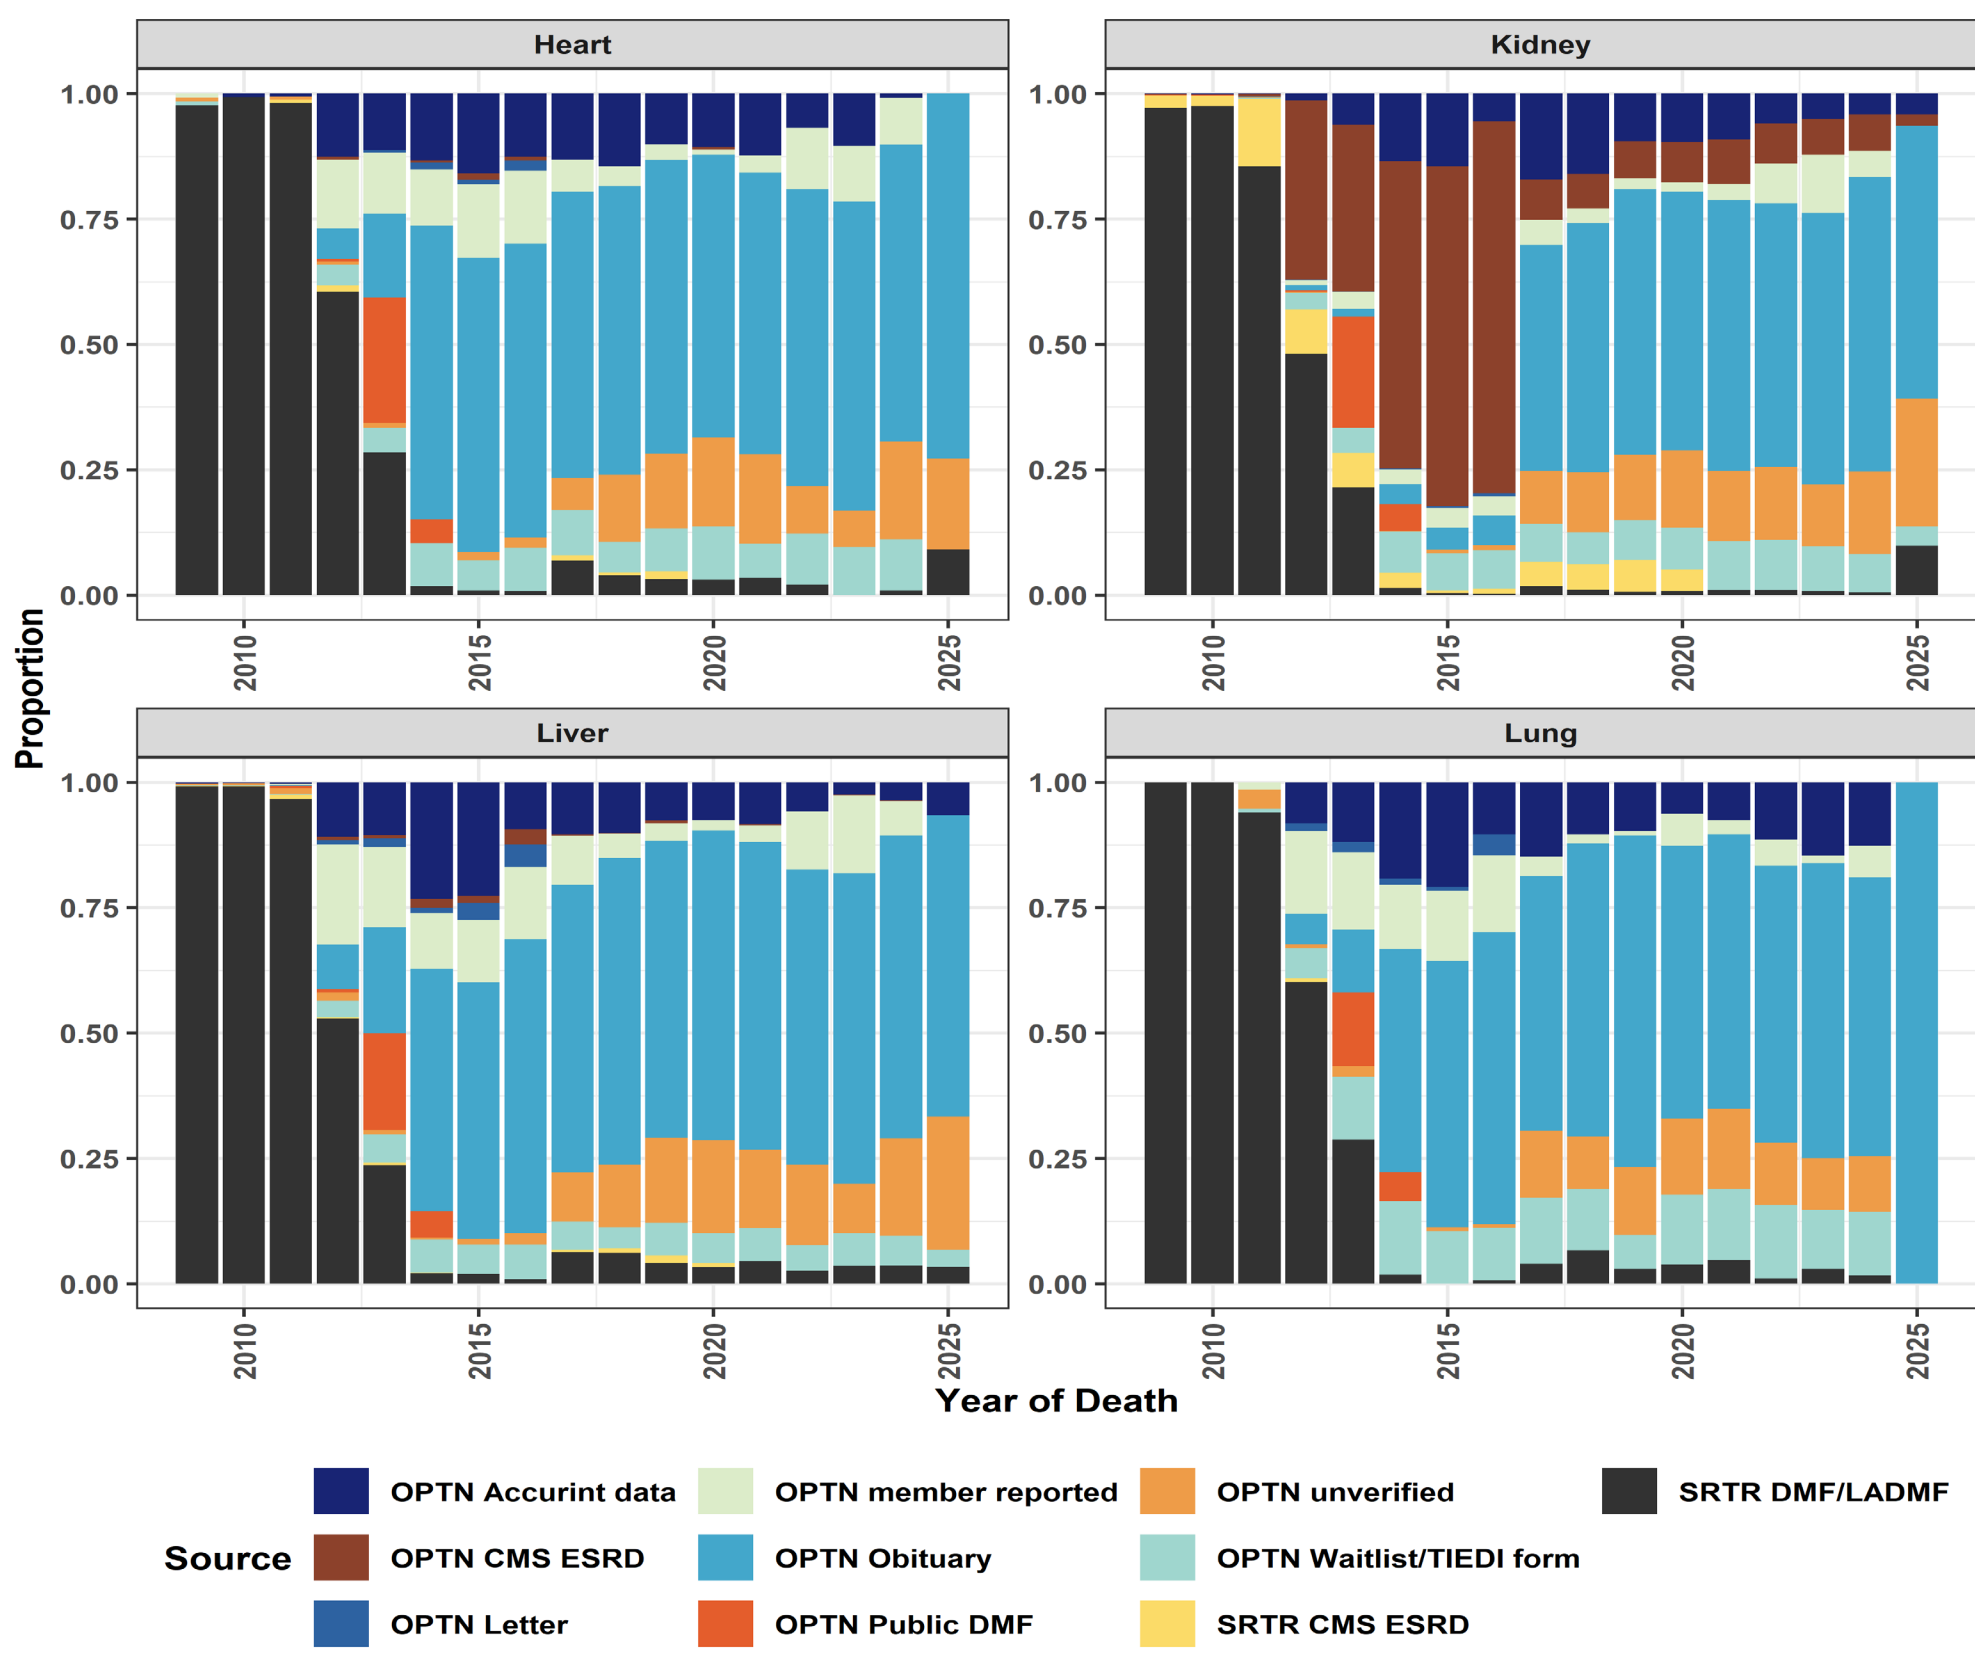 Heart
Kidney
1.00
0.75
0.50
0.25
0.00
1.00
0.75
0.50
0.25
0.00
2010
2015
2020
2025
2010
2015
2020
2025
Proportion
Liver
Lung
1.00
0.75
0.50
0.25
0.00
1.00
0.75
0.50
0.25
0.00
2010
2015
2020
2025
2010
2015
2020
2025
Year of Death
Source
OPTN Accurint data
OPTN CMS ESRD
OPTN Letter
OPTN member reported
OPTN Obituary
OPTN Public DMF
OPTN unverified
OPTN Waitlist/TIEDI form
SRTR CMS ESRD
SRTR DMF/LADMF